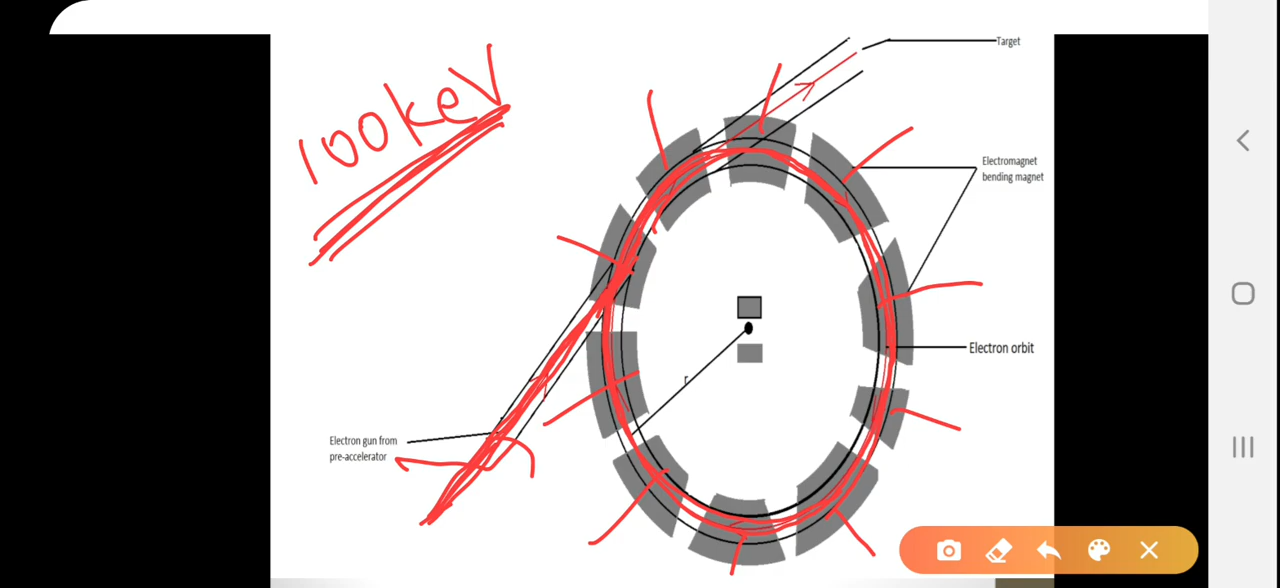 100keV
Target
Electromagnet
bending magnet
Electron orbit
r
Electron gun from
pre-accelerator